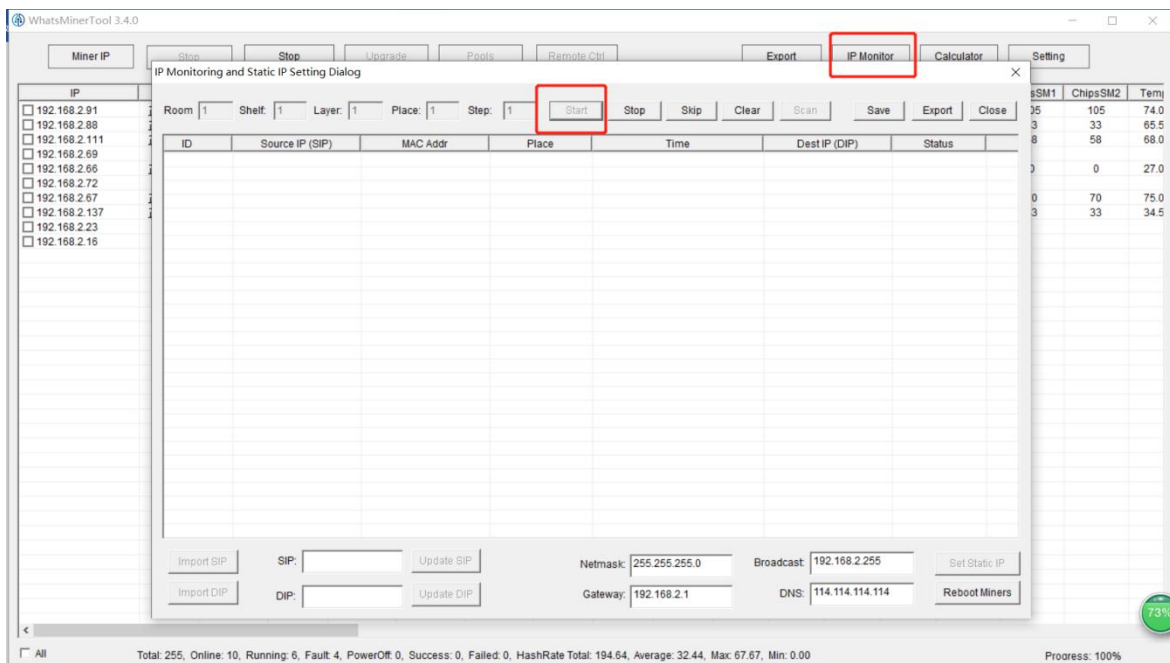 WhatsMinerTool 3.4.0
Miner IP Stop Stop Upgrade Pools Remote Ctrl Export IP Monitor Calculator Setting
IP Monitoring and Static IP Setting Dialog
IP ChipsSM2
Room 1 Shelf: 1 Layer: 1 Place: 1 Step: 1 Start Stop Skip Clear Scan Save Export Close
ID Source IP (SIP) MAC Addr Place Time Dest IP (DIP) Status
192.168.2.91 105 74.0
192.168.2.88 33 65.5
192.168.2.111 58 68.0
192.168.2.69
192.168.2.66 0 27.0
192.168.2.72
192.168.2.67 70 75.0
192.168.2.137 33 34.5
192.168.2.23
192.168.2.16
Import SIP SIP: Update SIP Netmask: 255.255.255.0 Broadcast: 192.168.2.255 Set Static IP
Import DIP DIP: Update DIP Gateway: 192.168.2.1 DNS: 114.114.114.114 Reboot Miners
73%
All Total: 255, Online: 10, Running: 6, Fault: 4, PowerOff: 0, Success: 0, Failed: 0, HashRate Total: 194.64, Average: 32.44, Max: 67.67, Min: 0.00 Progress: 100%